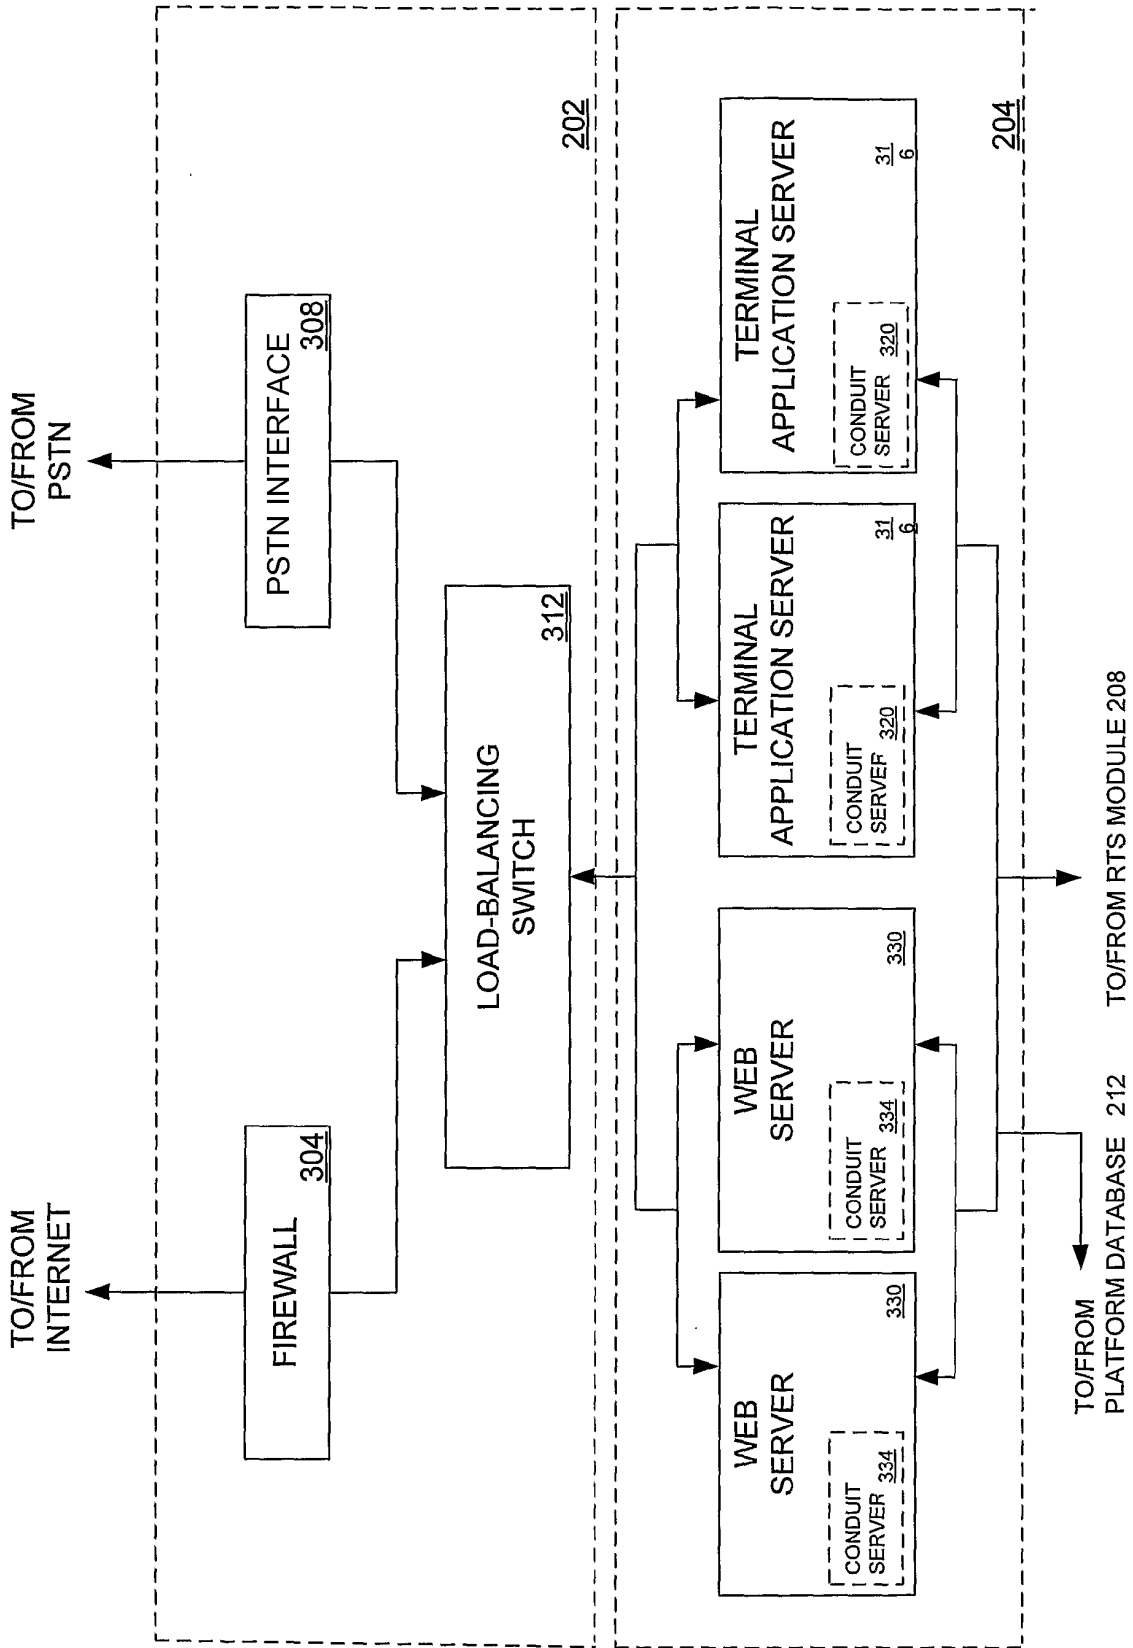 TO/FROM
INTERNET
TO/FROM
PSTN
FIREWALL
304
PSTN INTERFACE
308
LOAD-BALANCING
SWITCH
312
202
WEB
SERVER
330
CONDUIT
SERVER 334
WEB
SERVER
330
CONDUIT
SERVER 334
TERMINAL
APPLICATION SERVER
31
6
CONDUIT
SERVER 320
TERMINAL
APPLICATION SERVER
31
6
CONDUIT
SERVER 320
204
TO/FROM
PLATFORM DATABASE 212
TO/FROM RTS MODULE 208